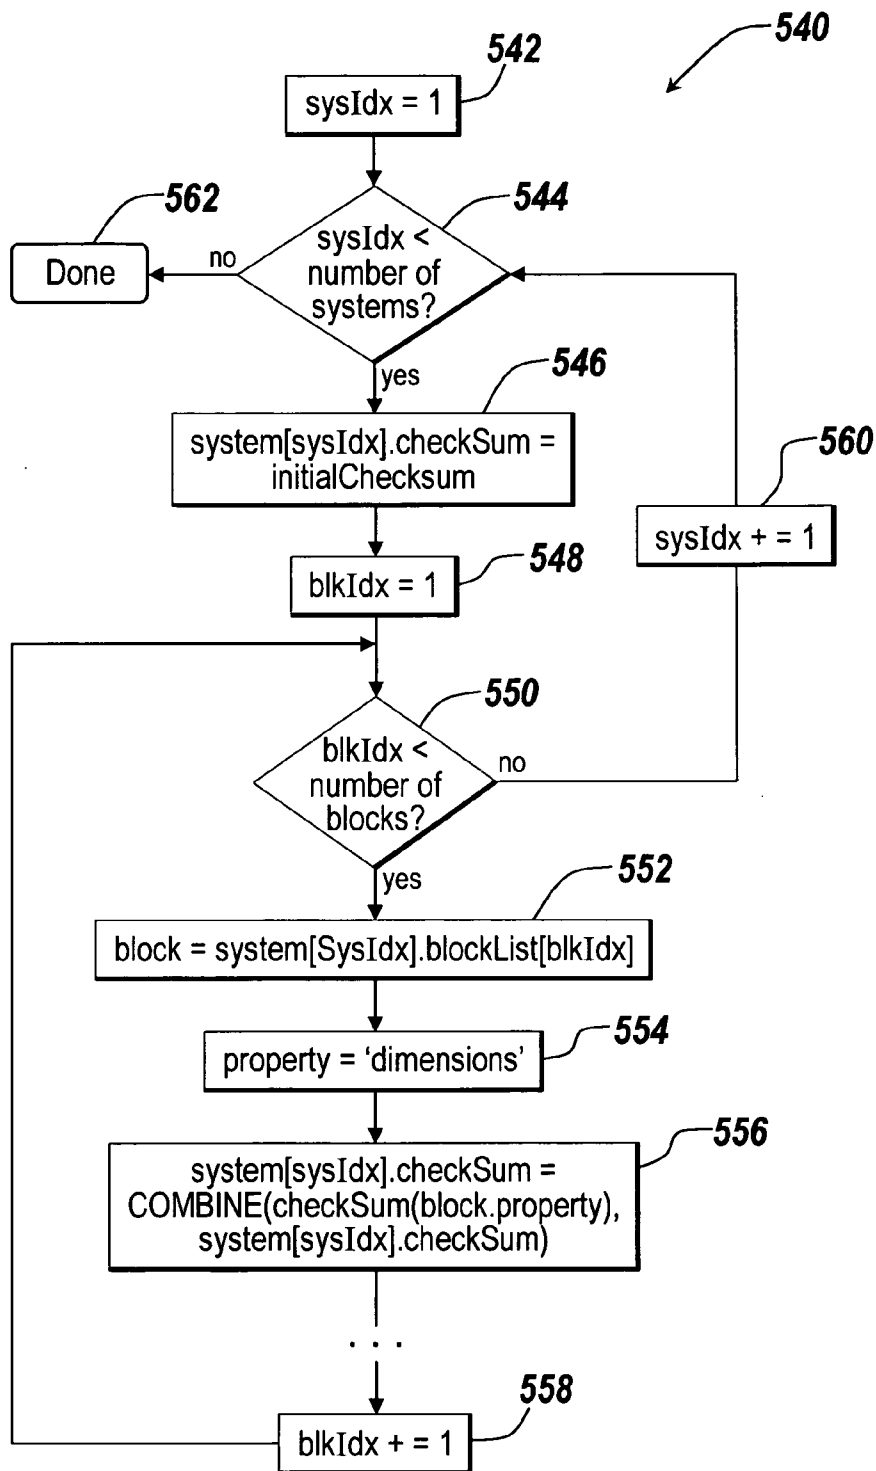 540
542
sysIdx = 1
562
544
Done
no
sysIdx <
number of
systems?
yes
546
system[sysIdx].checkSum =
initialChecksum
560
sysIdx + = 1
548
blkIdx = 1
550
blkIdx <
number of
blocks?
no
yes
552
block = system[SysIdx].blockList[blkIdx]
554
property = ‘dimensions’
556
system[sysIdx].checkSum =
COMBINE(checkSum(block.property),
system[sysIdx].checkSum)
. . .
558
blkIdx + = 1